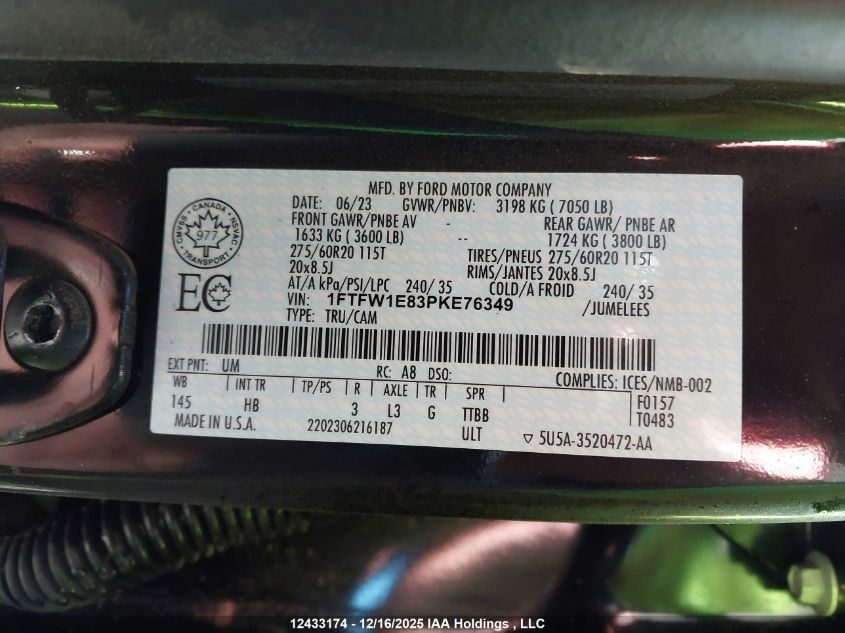 MFD. BY FORD MOTOR COMPANY
DATE: 06/23 GVWR/PNBV: 3198 KG ( 7050 LB)
FRONT GAWR/PNBE AV - REAR GAWR/ PNBE AR
1633 KG ( 3600 LB) -- 1724 KG ( 3800 LB)
275/60R20 115T TIRES/PNEUS 275/60R20 115T
20x8.5J RIMS/JANTES 20x8.5J
AT/A kPa/PSI/LPC 240/ 35 COLD/A FROID 240/ 35
VIN: 1FTFW1E83PKE76349 /JUMELEES
TYPE: TRU/CAM
CANADA
CMVSS NSVAC
977
TRANSPORT
EC
EXT PNT: UM RC: A8 DSO: COMPLIES: ICES/NMB-002
WB INT TR TP/PS R AXLE TR SPR F0157
145 HB 3 L3 G TTBB T0483
MADE IN U.S.A. 2202306216187 ULT ▽ 5U5A-3520472-AA
12433174 - 12/16/2025 IAA Holdings , LLC